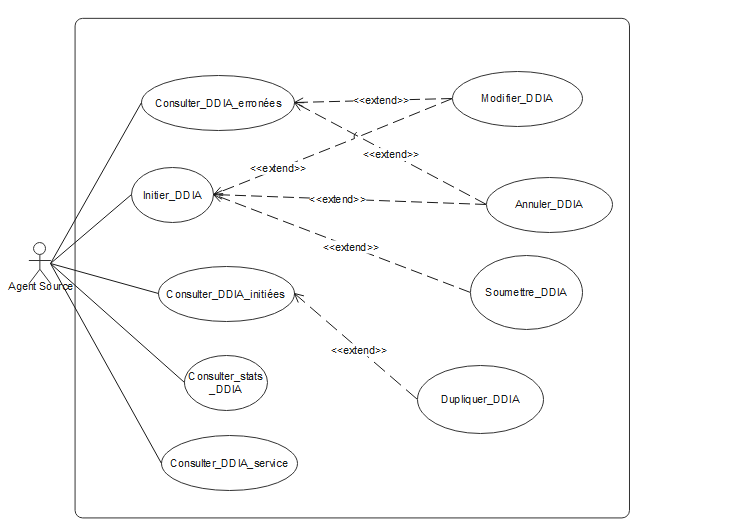 Consulter_DDIA_erronées
<<extend>>
Modifier_DDIA
<<extend>>
<<extend>>
Initier_DDIA
<<extend>>
Annuler_DDIA
<<extend>>
Agent Source
Consulter_DDIA_initiées
Soumettre_DDIA
<<extend>>
Consulter_stats
_DDIA
Dupliquer_DDIA
Consulter_DDIA_service